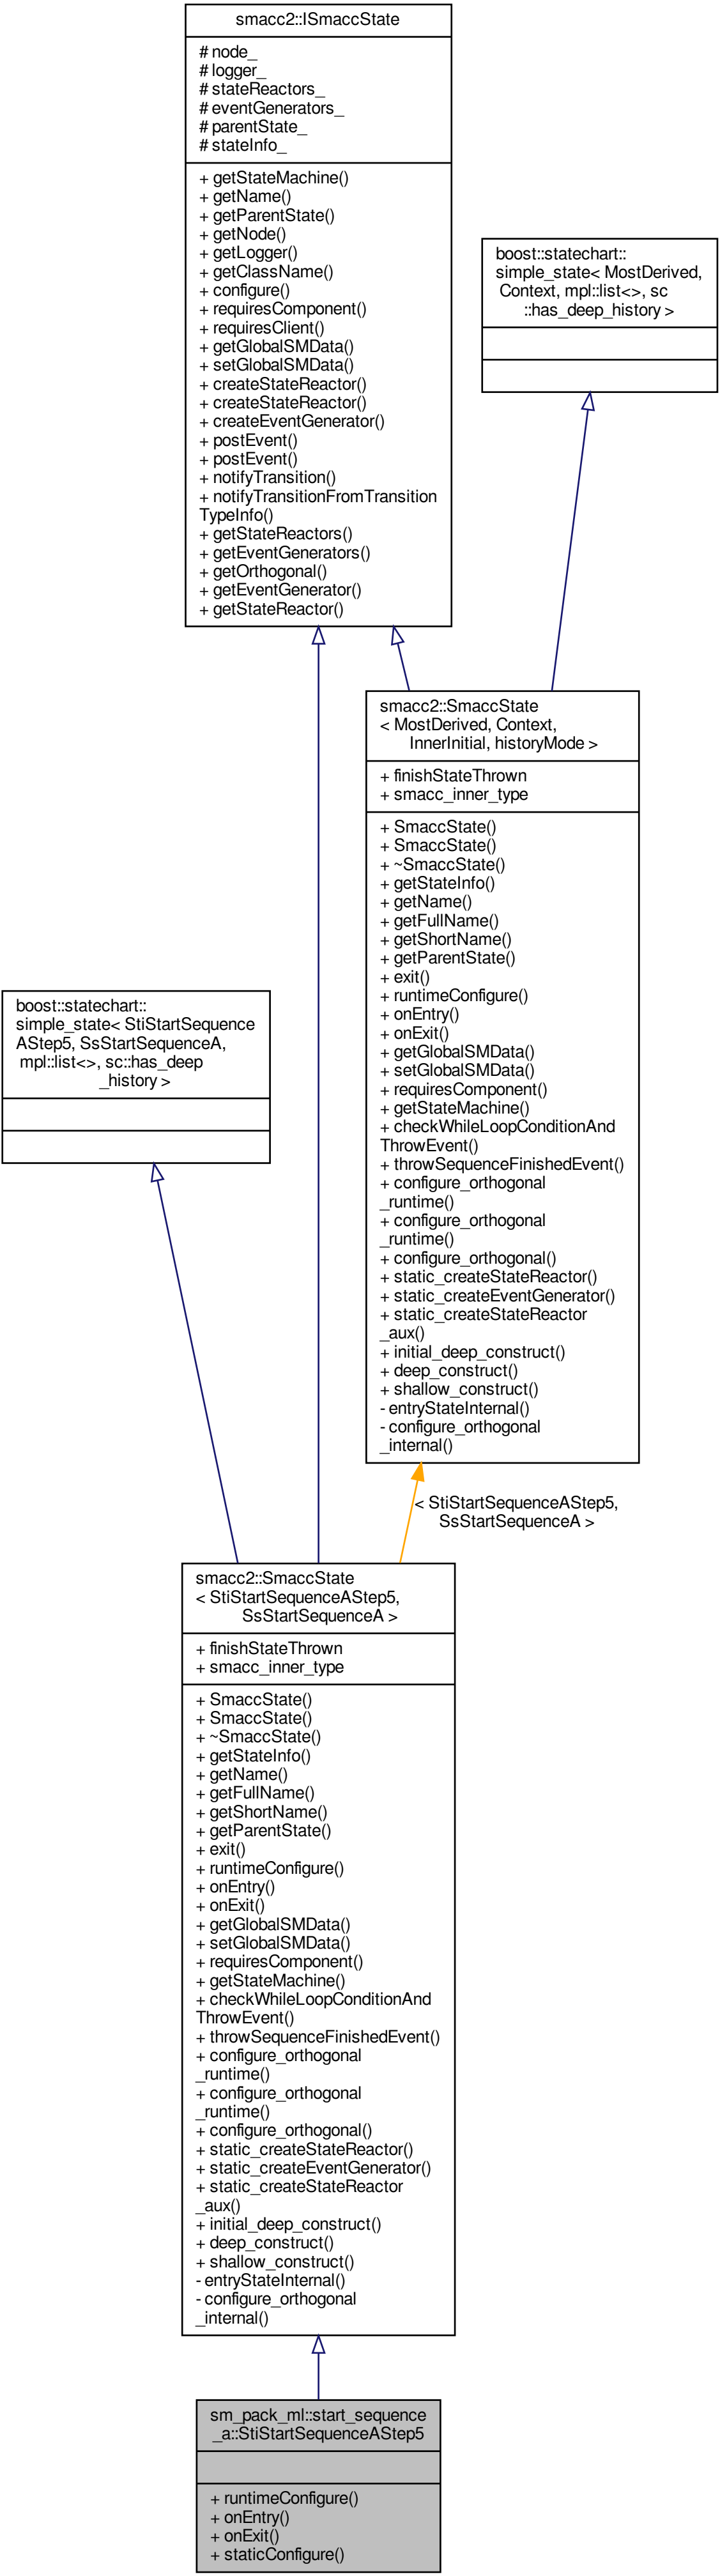 smacc2::ISmaccState
# node_
# logger_
# stateReactors_
# eventGenerators_
# parentState_
# stateInfo_
+ getStateMachine()
+ getName()
+ getParentState()
+ getNode()
+ getLogger()
+ getClassName()
+ configure()
+ requiresComponent()
+ requiresClient()
+ getGlobalSMData()
+ setGlobalSMData()
+ createStateReactor()
+ createStateReactor()
+ createEventGenerator()
+ postEvent()
+ postEvent()
+ notifyTransition()
+ notifyTransitionFromTransition
TypeInfo()
+ getStateReactors()
+ getEventGenerators()
+ getOrthogonal()
+ getEventGenerator()
+ getStateReactor()
boost::statechart::
simple_state< MostDerived,
Context, mpl::list<>, sc
::has_deep_history >
smacc2::SmaccState
< MostDerived, Context,
InnerInitial, historyMode >
+ finishStateThrown
+ smacc_inner_type
+ SmaccState()
+ SmaccState()
+ ~SmaccState()
+ getStateInfo()
+ getName()
+ getFullName()
+ getShortName()
+ getParentState()
+ exit()
+ runtimeConfigure()
+ onEntry()
+ onExit()
+ getGlobalSMData()
+ setGlobalSMData()
+ requiresComponent()
+ getStateMachine()
+ checkWhileLoopConditionAnd
ThrowEvent()
+ throwSequenceFinishedEvent()
+ configure_orthogonal
_runtime()
+ configure_orthogonal
_runtime()
+ configure_orthogonal()
+ static_createStateReactor()
+ static_createEventGenerator()
+ static_createStateReactor
_aux()
+ initial_deep_construct()
+ deep_construct()
+ shallow_construct()
- entryStateInternal()
- configure_orthogonal
_internal()
boost::statechart::
simple_state< StiStartSequence
AStep5, SsStartSequenceA,
mpl::list<>, sc::has_deep
_history >
< StiStartSequenceAStep5,
SsStartSequenceA >
smacc2::SmaccState
< StiStartSequenceAStep5,
SsStartSequenceA >
+ finishStateThrown
+ smacc_inner_type
+ SmaccState()
+ SmaccState()
+ ~SmaccState()
+ getStateInfo()
+ getName()
+ getFullName()
+ getShortName()
+ getParentState()
+ exit()
+ runtimeConfigure()
+ onEntry()
+ onExit()
+ getGlobalSMData()
+ setGlobalSMData()
+ requiresComponent()
+ getStateMachine()
+ checkWhileLoopConditionAnd
ThrowEvent()
+ throwSequenceFinishedEvent()
+ configure_orthogonal
_runtime()
+ configure_orthogonal
_runtime()
+ configure_orthogonal()
+ static_createStateReactor()
+ static_createEventGenerator()
+ static_createStateReactor
_aux()
+ initial_deep_construct()
+ deep_construct()
+ shallow_construct()
- entryStateInternal()
- configure_orthogonal
_internal()
sm_pack_ml::start_sequence
_a::StiStartSequenceAStep5
+ runtimeConfigure()
+ onEntry()
+ onExit()
+ staticConfigure()